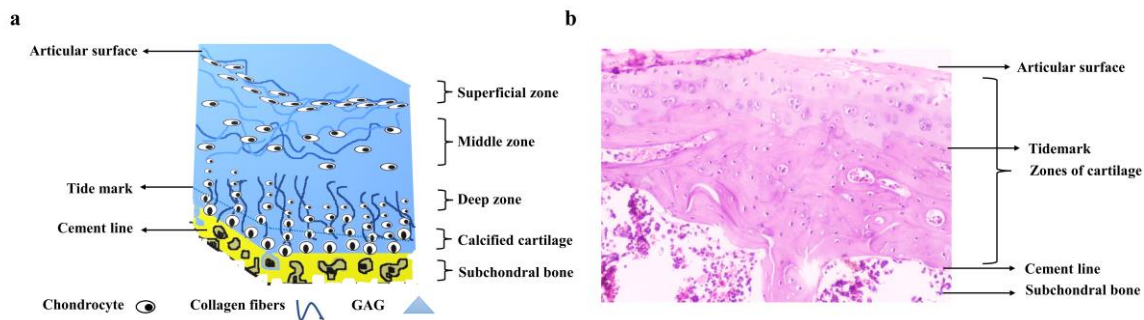 a
Articular surface
Superficial zone
Middle zone
Tide mark
Deep zone
Cement line
Calcified cartilage
Subchondral bone
Chondrocyte
Collagen fibers
GAG
b
Articular surface
Tidemark
Zones of cartilage
Cement line
Subchondral bone